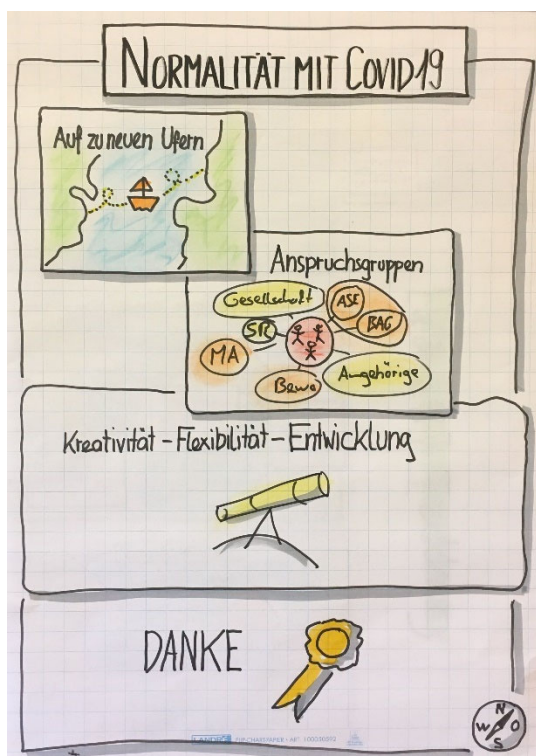 NORMALITÄT MIT COVID19
Auf zu neuen Ufern
Anspruchsgruppen
Gesellschaft
ASE
BAG
SR
MA
Bewo
Angehörige
Kreativität – Flexibilität – Entwicklung
DANKE
N
W O
S